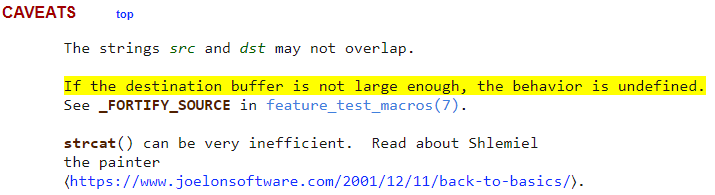 CAVEATS top
The strings src and dst may not overlap.
If the destination buffer is not large enough, the behavior is undefined.
See _FORTIFY_SOURCE in feature_test_macros(7).
strcat() can be very inefficient. Read about Shlemiel
the painter
⟨https://www.joelonsoftware.com/2001/12/11/back-to-basics/⟩.